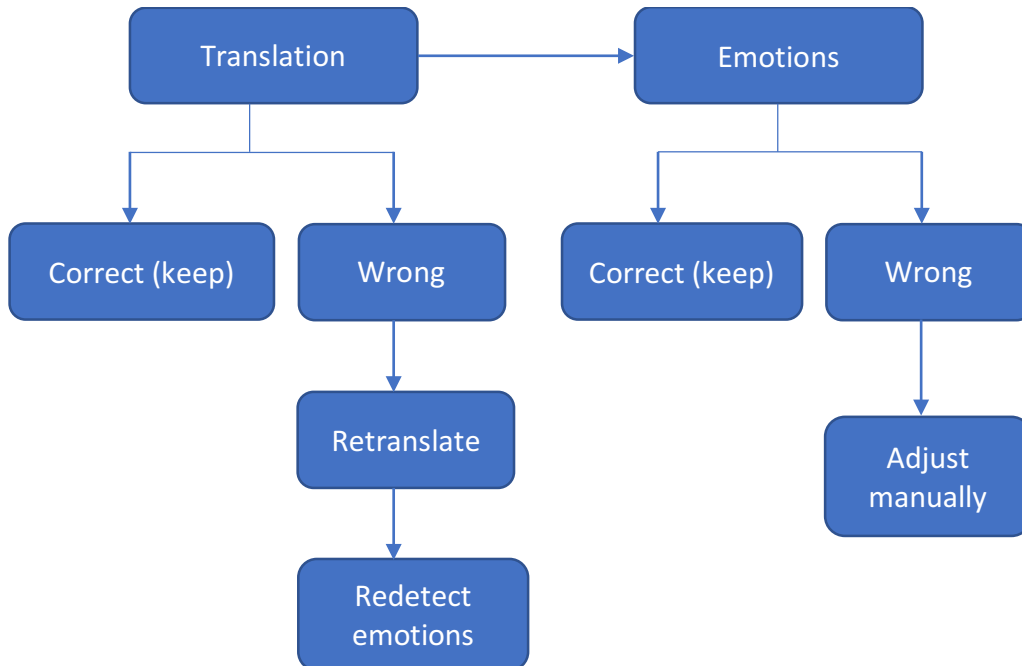 Translation
Emotions
Correct (keep)
Wrong
Correct (keep)
Wrong
Retranslate
Adjust
manually
Redetect
emotions